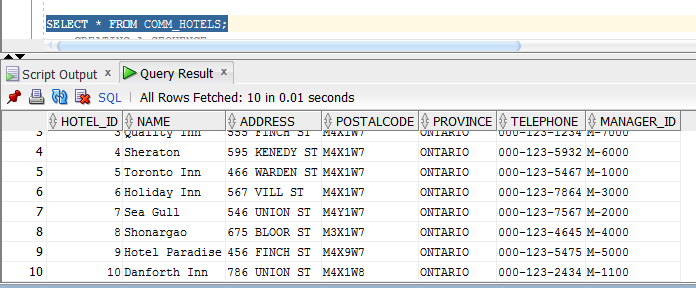 SELECT * FROM COMM_HOTELS;
CREATING A SEQUENCE
Script Output x Query Result x
SQL | All Rows Fetched: 10 in 0.01 seconds
HOTEL_ID NAME ADDRESS POSTALCODE PROVINCE TELEPHONE MANAGER_ID
3 3 Quality Inn 555 FINCH ST M4X1W7 ONTARIO 000-123-1234 M-7000
4 4 Sheraton 595 KENEDY ST M4X1W7 ONTARIO 000-123-5932 M-6000
5 5 Toronto Inn 466 WARDEN ST M4X1W7 ONTARIO 000-123-5467 M-1000
6 6 Holiday Inn 567 VILL ST M4X1W7 ONTARIO 000-123-7864 M-3000
7 7 Sea Gull 546 UNION ST M4Y1W7 ONTARIO 000-123-7567 M-2000
8 8 Shonargao 675 BLOOR ST M3X1W7 ONTARIO 000-123-4645 M-4000
9 9 Hotel Paradise 456 FINCH ST M4X9W7 ONTARIO 000-123-5475 M-5000
10 10 Danforth Inn 786 UNION ST M4X1W8 ONTARIO 000-123-2434 M-1100